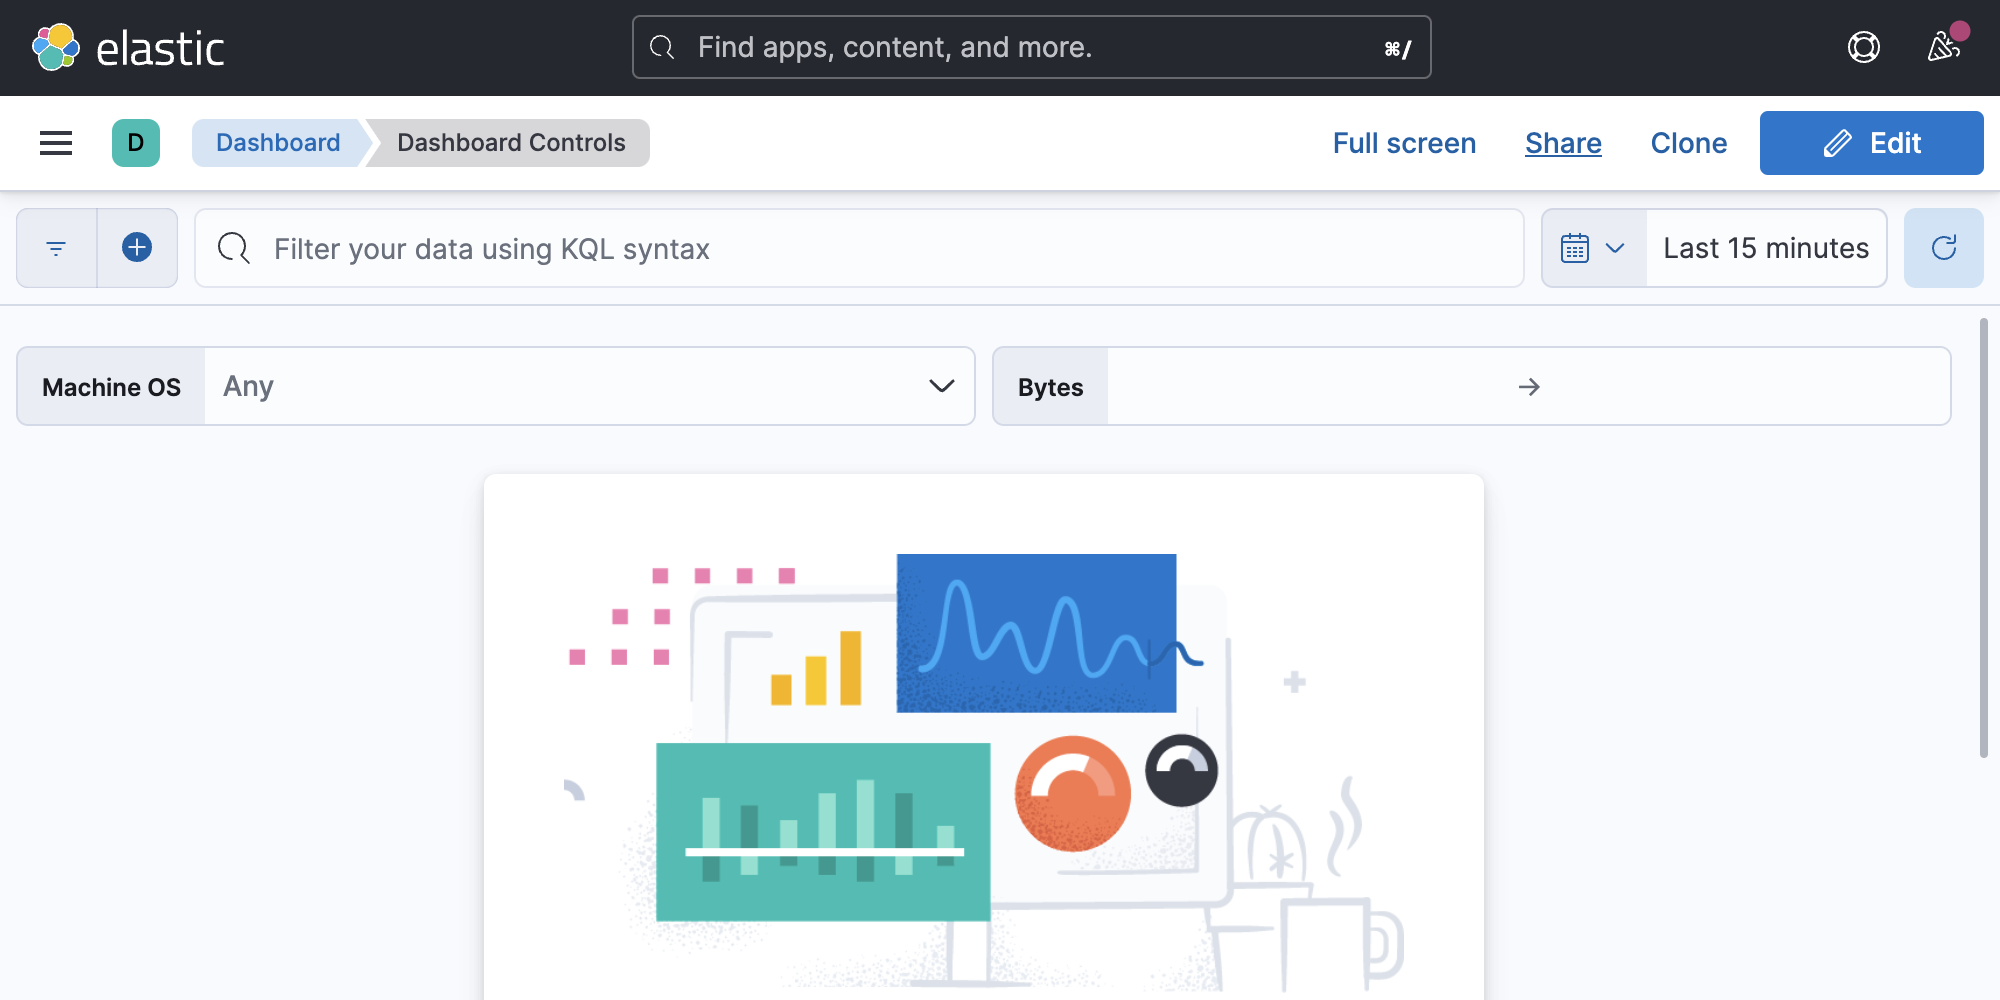 elastic
Find apps, content, and more.
⌘/
D
Dashboard
Dashboard Controls
Full screen
Share
Clone
Edit
Filter your data using KQL syntax
Last 15 minutes
Machine OS
Any
Bytes
→